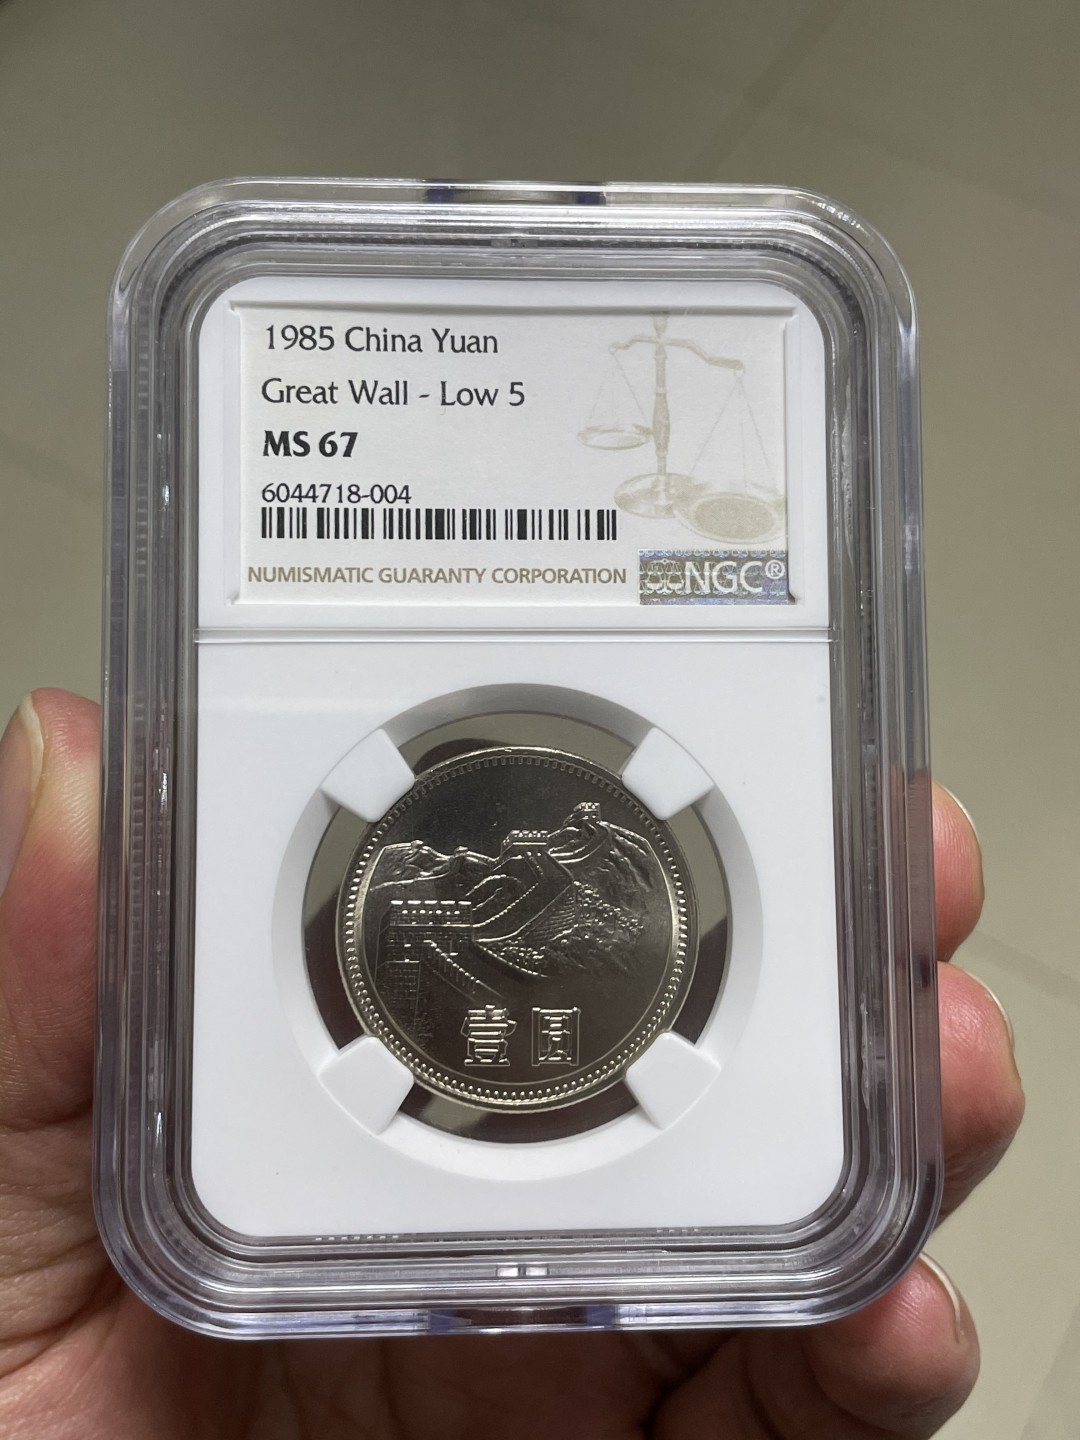 1985 China Yuan
Great Wall - Low 5
MS 67
6044718-004
NUMISMATIC GUARANTY CORPORATION
NGC®
壹圆